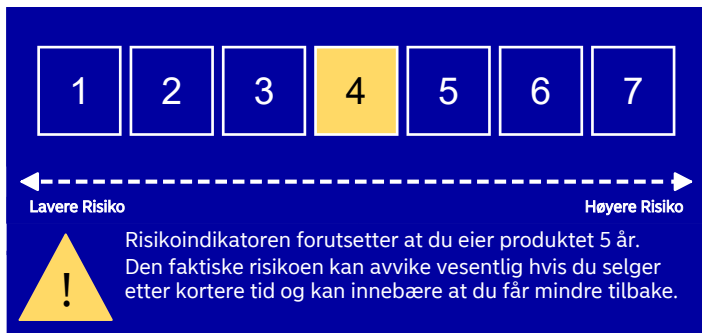 1 2 3 4 5 6 7
Lavere Risiko Høyere Risiko
Risikoindikatoren forutsetter at du eier produktet 5 år.
Den faktiske risikoen kan avvike vesentlig hvis du selger
etter kortere tid og kan innebære at du får mindre tilbake.
!